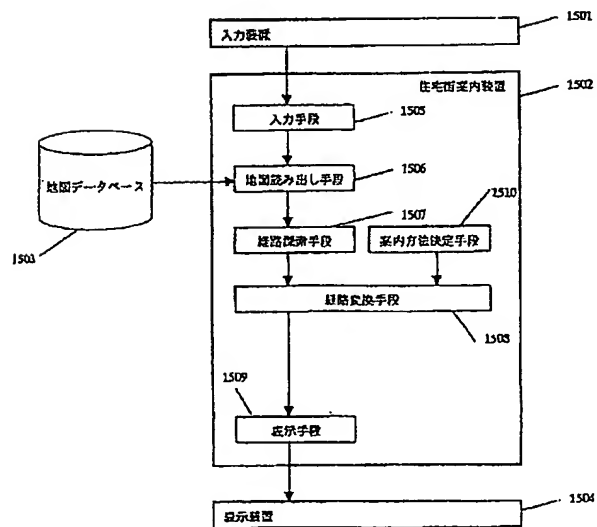 入力装置
1501
住宅街案内装置
1502
入力手段
1505
地図データベース
1503
地図読み出し手段
1506
1507
1510
経路探索手段
案内方法決定手段
経路変換手段
1508
1509
表示手段
表示装置
1504